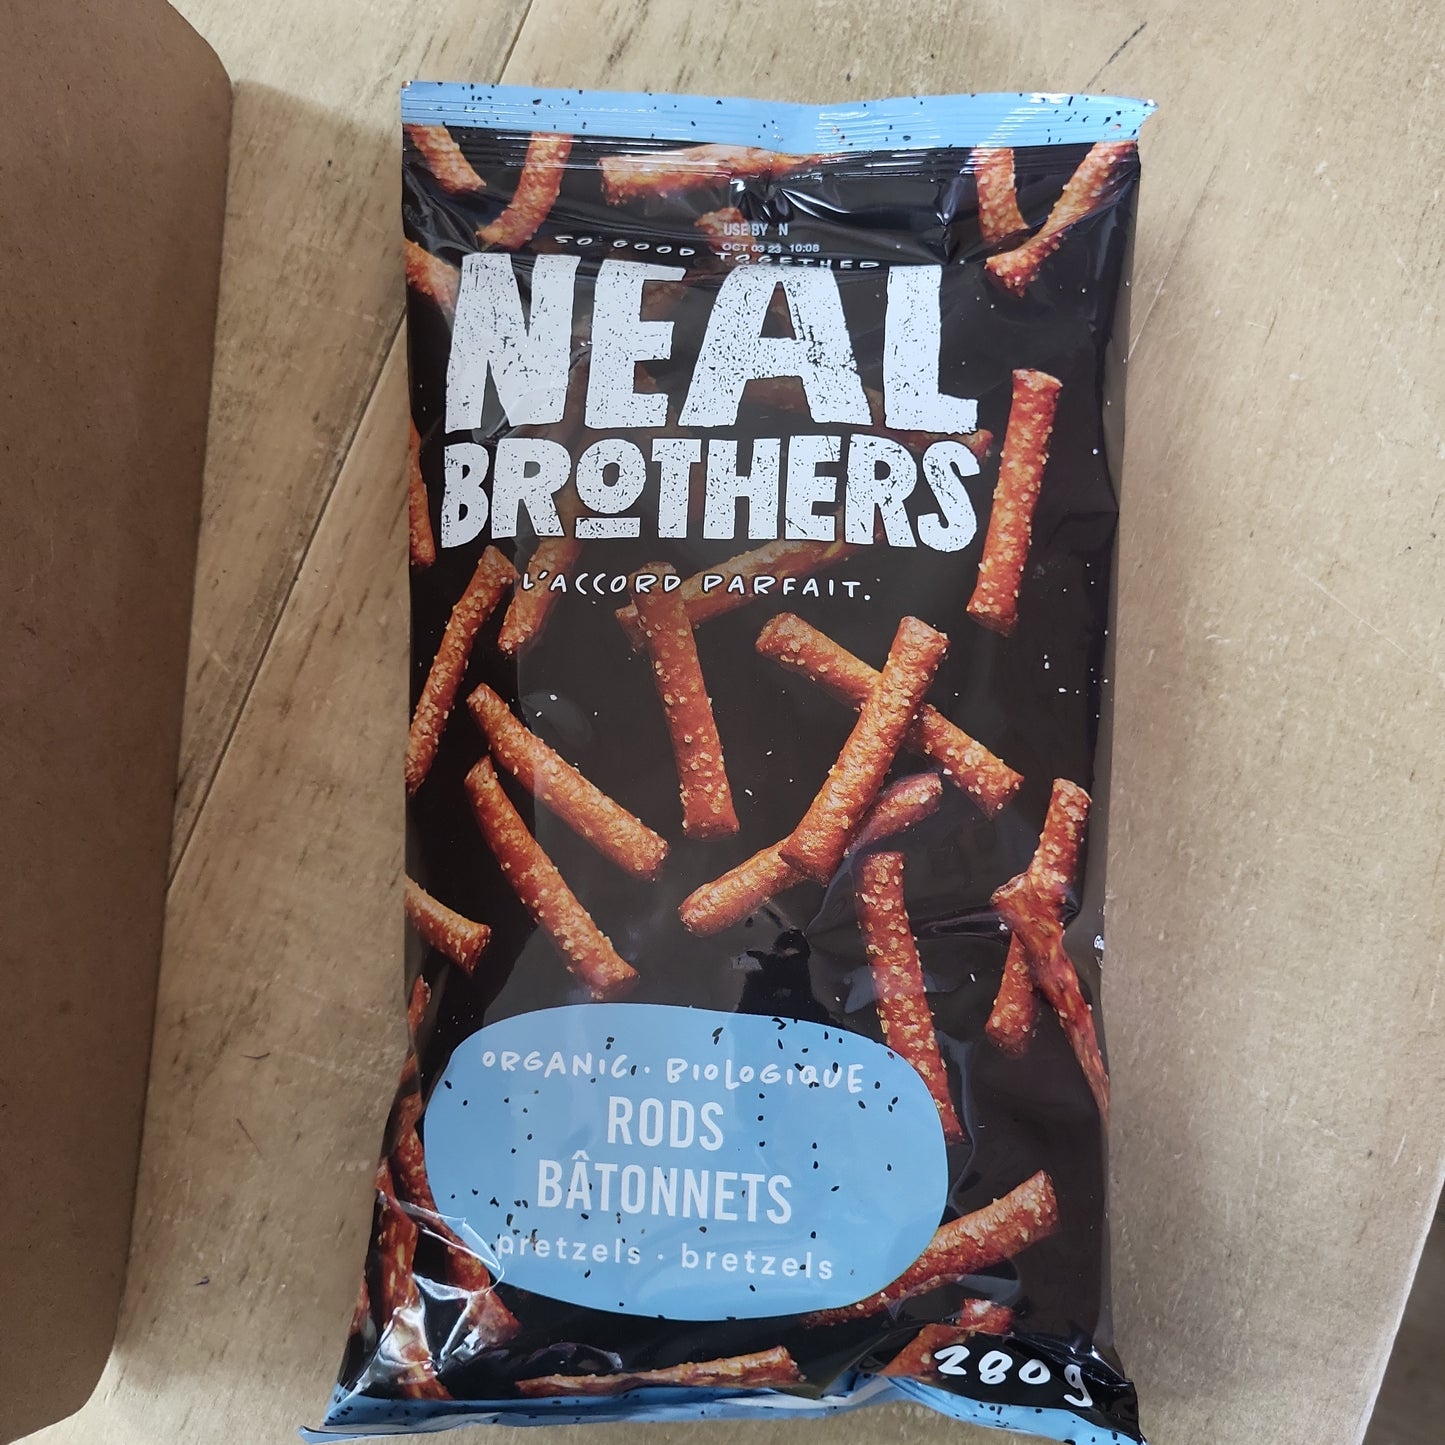 USE BY N
OCT 03 23 10:08
SO GOOD TOGETHER
NEAL
BROTHERS
L'ACCORD PARFAIT.
ORGANIC · BIOLOGIQUE
RODS
BÂTONNETS
pretzels · bretzels
280g